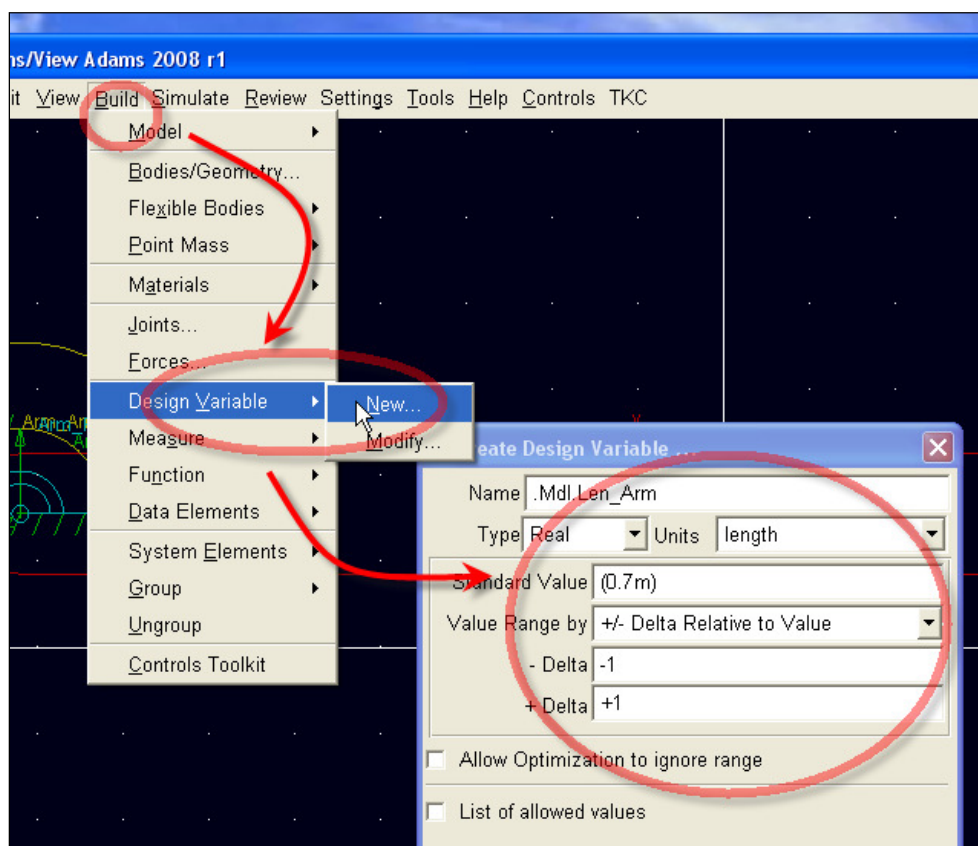 ns/View Adams 2008 r1
it View Build Simulate Review Settings Tools Help Controls TKC
Model
Bodies/Geometry...
Flexible Bodies
Point Mass
Materials
Joints...
Forces...
Design Variable
New...
Measure
Modify...
Function
Data Elements
System Elements
Group
Ungroup
Controls Toolkit
eate Design Variable ...
Name .Mdl.Len_Arm
Type Real Units length
Standard Value (0.7m)
Value Range by +/- Delta Relative to Value
- Delta -1
+ Delta +1
Allow Optimization to ignore range
List of allowed values